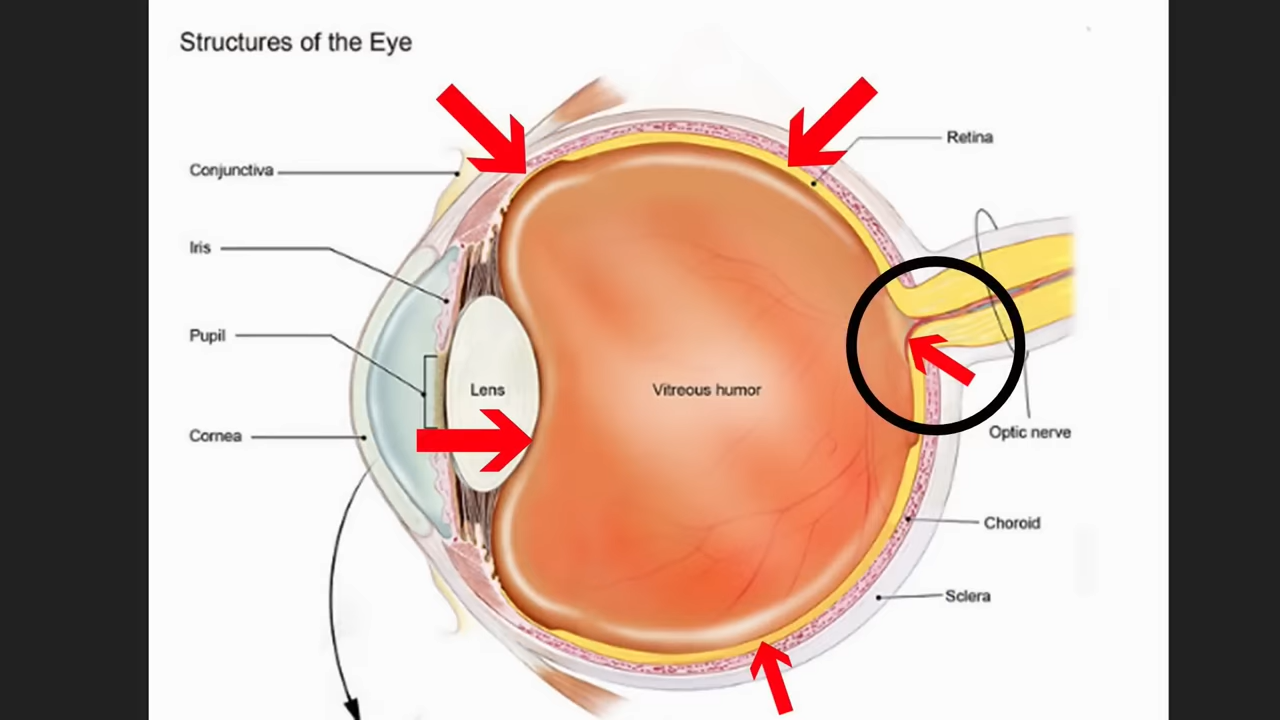 Structures of the Eye
Retina
Conjunctiva
Iris
Pupil
Lens
Vitreous humor
Cornea
Optic nerve
Choroid
Sclera